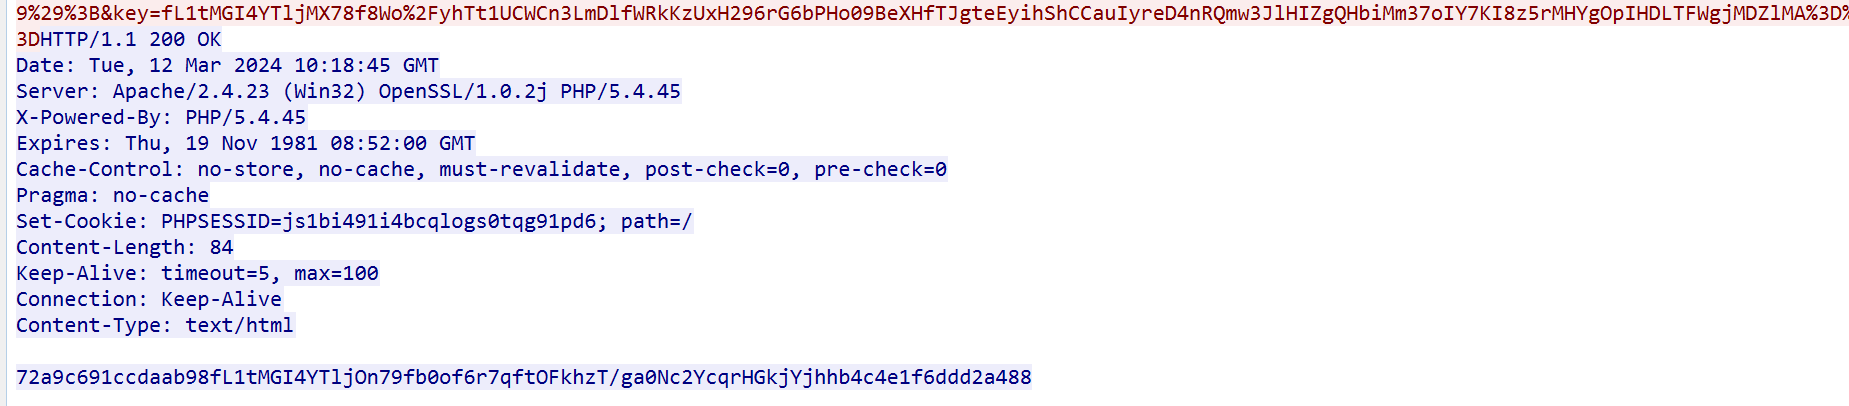 9%29%3B&key=fL1tMGI4YTljMX78f8Wo%2FyhTt1UCWCn3LmDlfWRkKzUxH296rG6bPHo09BeXHfTJgteEyihShCCauIyreD4nRQmw3JlHIZgQHbiMm37oIY7KI8z5rMHYgOpIHDLTFWgjMDZlMA%3D%
3DHTTP/1.1 200 OK
Date: Tue, 12 Mar 2024 10:18:45 GMT
Server: Apache/2.4.23 (Win32) OpenSSL/1.0.2j PHP/5.4.45
X-Powered-By: PHP/5.4.45
Expires: Thu, 19 Nov 1981 08:52:00 GMT
Cache-Control: no-store, no-cache, must-revalidate, post-check=0, pre-check=0
Pragma: no-cache
Set-Cookie: PHPSESSID=js1bi491i4bcqlogs0tqg91pd6; path=/
Content-Length: 84
Keep-Alive: timeout=5, max=100
Connection: Keep-Alive
Content-Type: text/html
72a9c691ccdaab98fL1tMGI4YTljOn79fb0of6r7qftOFkhzT/ga0Nc2YcqrHGkjYjhhb4c4e1f6ddd2a488